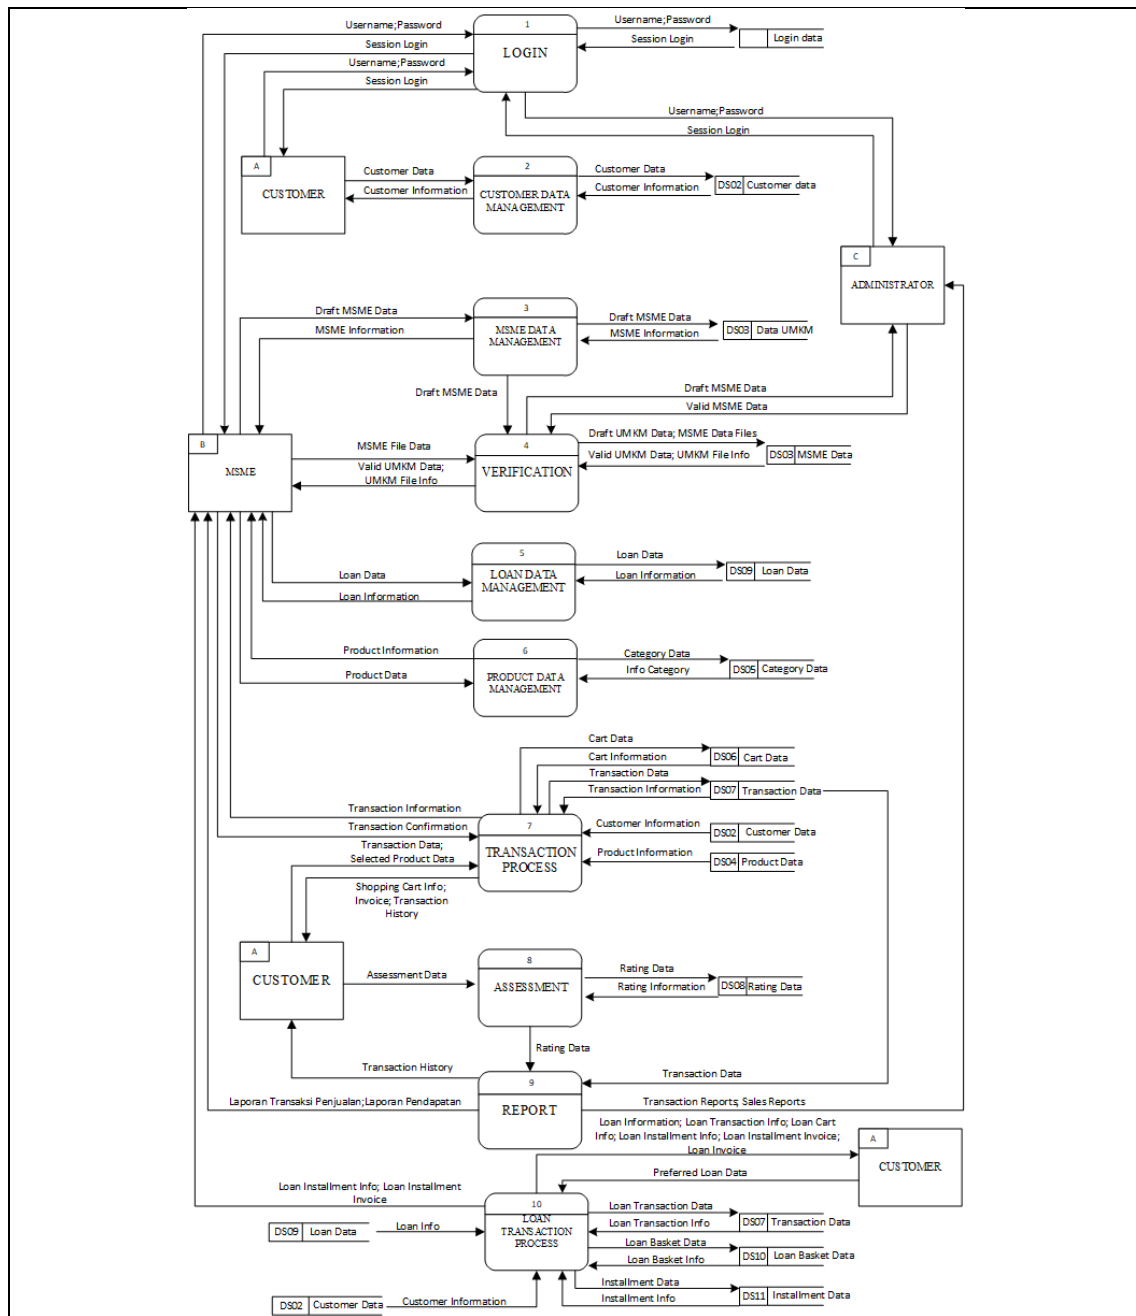 Username;Password
Session Login
Username;Password
Session Login
1
LOGIN
Username;Password
Session Login
Login data
Username;Password
Session Login
A
CUSTOMER
Customer Data
Customer Information
2
CUSTOMER DATA
MANAGEMENT
Customer Data
Customer Information
DS02 Customer data
C
ADMINISTRATOR
Draft MSME Data
MSME Information
3
MSME DATA
MANAGEMENT
Draft MSME Data
MSME Information
DS03 Data UMKM
Draft MSME Data
Draft MSME Data
Valid MSME Data
B
MSME
MSME File Data
Valid UMKM Data;
UMKM File Info
4
VERIFICATION
Draft UMKM Data; MSME Data Files
Valid UMKM Data; UMKM File Info
DS03 MSME Data
Loan Data
Loan Information
5
LOAN DATA
MANAGEMENT
Loan Data
Loan Information
DS09 Loan Data
Product Information
Product Data
6
PRODUCT DATA
MANAGEMENT
Category Data
Info Category
DS05 Category Data
Cart Data
Cart Information
DS06 Cart Data
Transaction Data
Transaction Information
DS07 Transaction Data
Transaction Information
Transaction Confirmation
Transaction Data;
Selected Product Data
Shopping Cart Info;
Invoice; Transaction
History
7
TRANSACTION
PROCESS
Customer Information
DS02 Customer Data
Product Information
DS04 Product Data
A
CUSTOMER
Assessment Data
8
ASSESSMENT
Rating Data
Rating Information
DS08 Rating Data
Rating Data
Transaction History
Laporan Transaksi Penjualan;Laporan Pendapatan
9
REPORT
Transaction Data
Transaction Reports; Sales Reports
Loan Information; Loan Transaction Info; Loan Cart
Info; Loan Installment Info; Loan Installment Invoice;
Loan Invoice
A
CUSTOMER
Preferred Loan Data
Loan Installment Info; Loan Installment
Invoice
10
LOAN
TRANSACTION
PROCESS
DS09 Loan Data
Loan Info
Loan Transaction Data
Loan Transaction Info
DS07 Transaction Data
Loan Basket Data
Loan Basket Info
DS10 Loan Basket Data
Installment Data
Installment Info
DS11 Installment Data
DS02 Customer Data
Customer Information